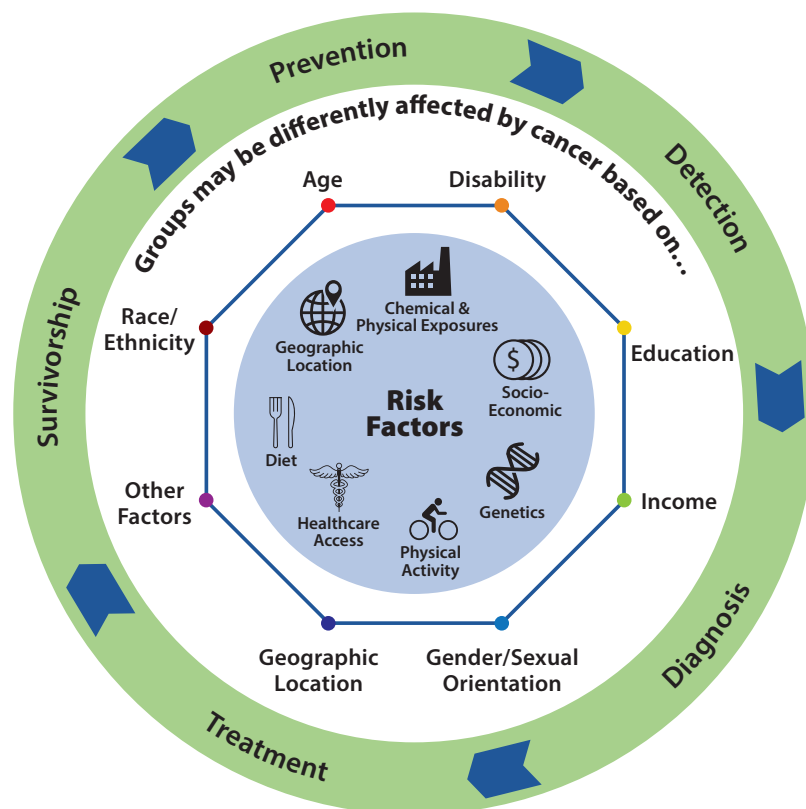 Prevention
Detection
Diagnosis
Treatment
Survivorship
Groups may be differently affected by cancer based on...
Age
Disability
Education
Income
Gender/Sexual
Orientation
Geographic
Location
Other
Factors
Race/
Ethnicity
Risk
Factors
Chemical &
Physical Exposures
$
Socio-
Economic
Genetics
Physical
Activity
Healthcare
Access
Diet
Geographic
Location